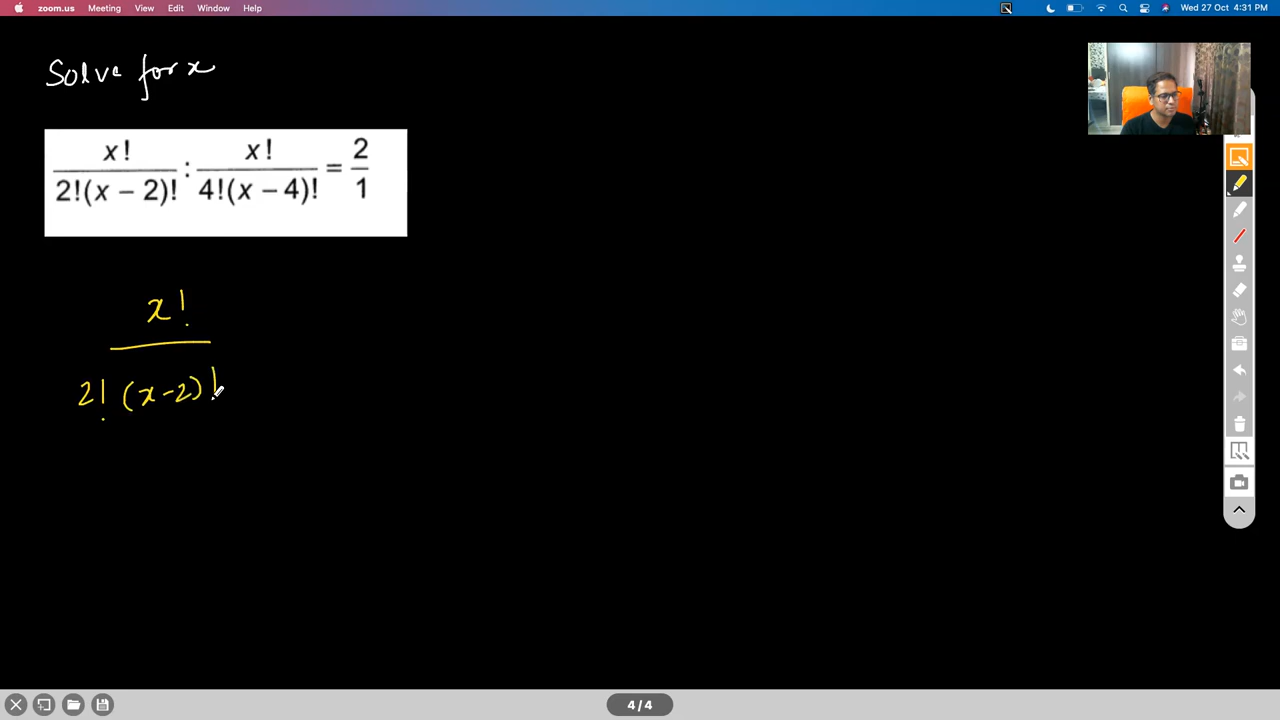 zoom.us Meeting View Edit Window Help Wed 27 Oct 4:31 PM
Solve for x
x! / 2!(x – 2)! : x! / 4!(x – 4)! = 2 / 1
x!
2! (x-2)!
4 / 4